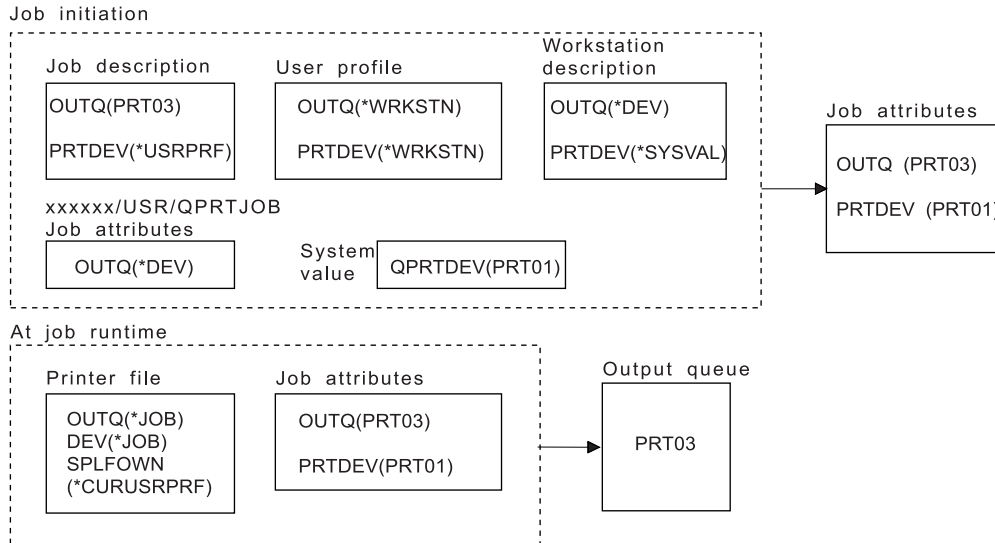 Job initiation
Job description
OUTQ(PRT03)
PRTDEV(*USRPRF)
User profile
OUTQ(*WRKSTN)
PRTDEV(*WRKSTN)
Workstation
description
OUTQ(*DEV)
PRTDEV(*SYSVAL)
Job attributes
OUTQ (PRT03)
PRTDEV (PRT01)
xxxxxx/USR/QPRTJOB
Job attributes
OUTQ(*DEV)
System
value
QPRTDEV(PRT01)
At job runtime
Printer file
OUTQ(*JOB)
DEV(*JOB)
SPLFOWN
(*CURUSRPRF)
Job attributes
OUTQ(PRT03)
PRTDEV(PRT01)
Output queue
PRT03